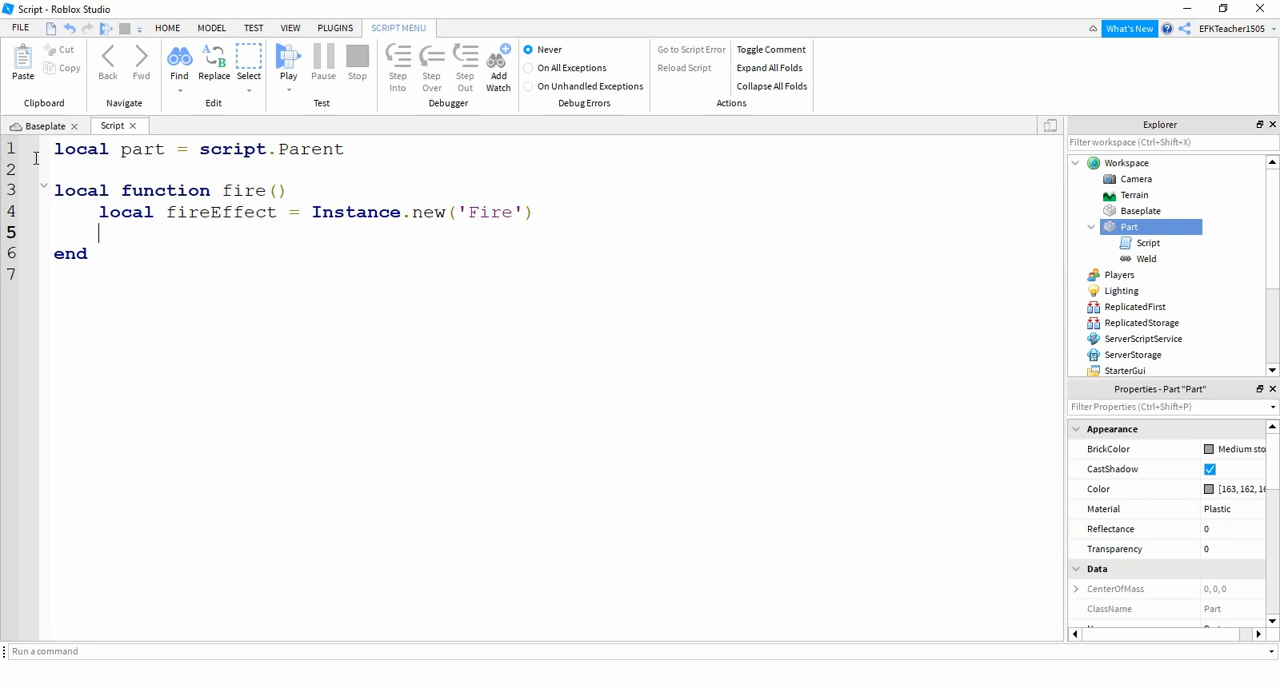 Script - Roblox Studio
FILE HOME MODEL TEST VIEW PLUGINS SCRIPT MENU What's New EFKTeacher1505
Paste Cut Copy Back Fwd Find Replace Select Play Pause Stop Step Into Step Over Step Out Add Watch
Never
On All Exceptions
On Unhandled Exceptions
Go to Script Error
Reload Script
Toggle Comment
Expand All Folds
Collapse All Folds
Clipboard Navigate Edit Test Debugger Debug Errors Actions
Baseplate Script
1 local part = script.Parent
2
3 local function fire()
4 local fireEffect = Instance.new('Fire')
5
6 end
7
Explorer
Filter workspace (Ctrl+Shift+X)
Workspace
Camera
Terrain
Baseplate
Part
Script
Weld
Players
Lighting
ReplicatedFirst
ReplicatedStorage
ServerScriptService
ServerStorage
StarterGui
Properties - Part "Part"
Filter Properties (Ctrl+Shift+P)
Appearance
BrickColor Medium sto
CastShadow
Color [163, 162, 16
Material Plastic
Reflectance 0
Transparency 0
Data
CenterOfMass 0, 0, 0
ClassName Part
Run a command